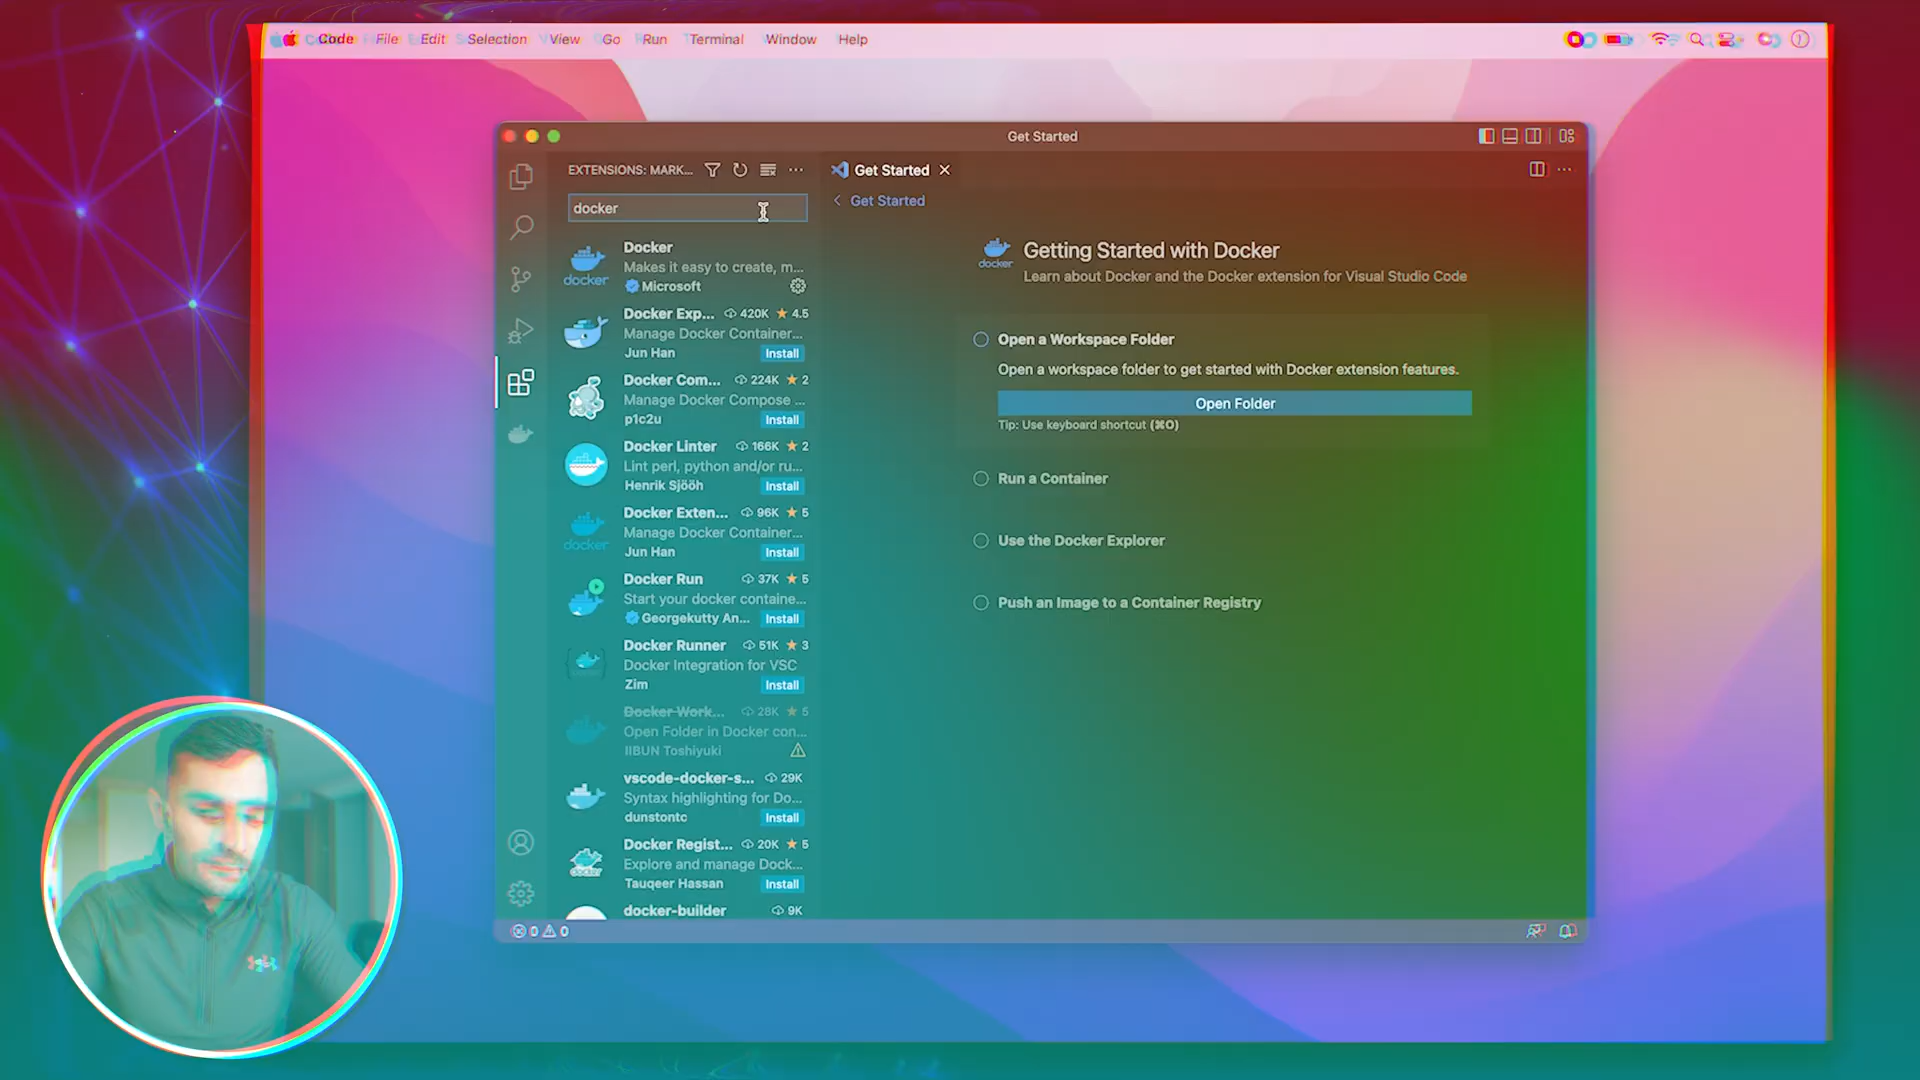 Code File Edit Selection View Go Run Terminal Window Help
Get Started
EXTENSIONS: MARK...
Get Started
docker
Get Started
Docker
Makes it easy to create, m...
Microsoft
Docker Exp... 420K 4.5
Manage Docker Container...
Jun Han Install
Docker Com... 224K 2
Manage Docker Compose ...
p1c2u Install
Docker Linter 166K 2
Lint perl, python and/or ru...
Henrik Sjööh Install
Docker Exten... 96K 5
Manage Docker Container...
Jun Han Install
Docker Run 37K 5
Start your docker containe...
Georgekutty An... Install
Docker Runner 51K 3
Docker Integration for VSC
Zim Install
Docker Work... 28K 5
Open Folder in Docker con...
IIBUN Toshiyuki
vscode-docker-s... 29K
Syntax highlighting for Do...
dunstontc Install
Docker Regist... 20K 5
Explore and manage Dock...
Tauqeer Hassan Install
docker-builder 9K
docker
Getting Started with Docker
Learn about Docker and the Docker extension for Visual Studio Code
Open a Workspace Folder
Open a workspace folder to get started with Docker extension features.
Open Folder
Tip: Use keyboard shortcut (⌘O)
Run a Container
Use the Docker Explorer
Push an Image to a Container Registry
0 0
docker
docker